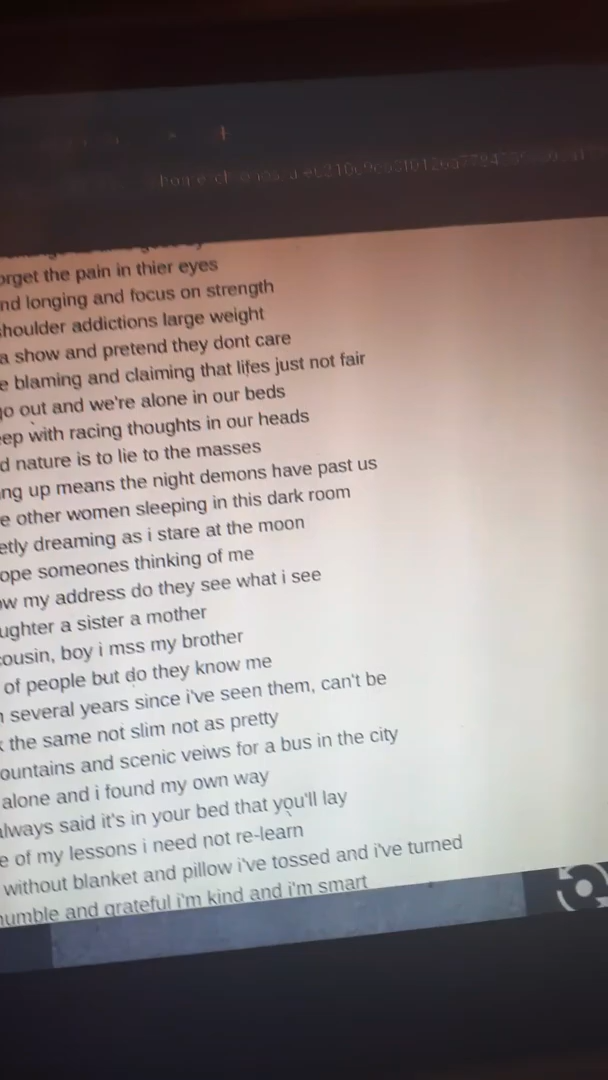 orget the pain in thier eyes
nd longing and focus on strength
shoulder addictions large weight
a show and pretend they dont care
e blaming and claiming that lifes just not fair
go out and we're alone in our beds
eep with racing thoughts in our heads
d nature is to lie to the masses
ng up means the night demons have past us
e other women sleeping in this dark room
etly dreaming as i stare at the moon
ope someones thinking of me
ow my address do they see what i see
ughter a sister a mother
cousin, boy i mss my brother
of people but do they know me
n several years since i've seen them, can't be
k the same not slim not as pretty
ountains and scenic veiws for a bus in the city
alone and i found my own way
always said it's in your bed that you'll lay
e of my lessons i need not re-learn
without blanket and pillow i've tossed and i've turned
humble and grateful i'm kind and i'm smart